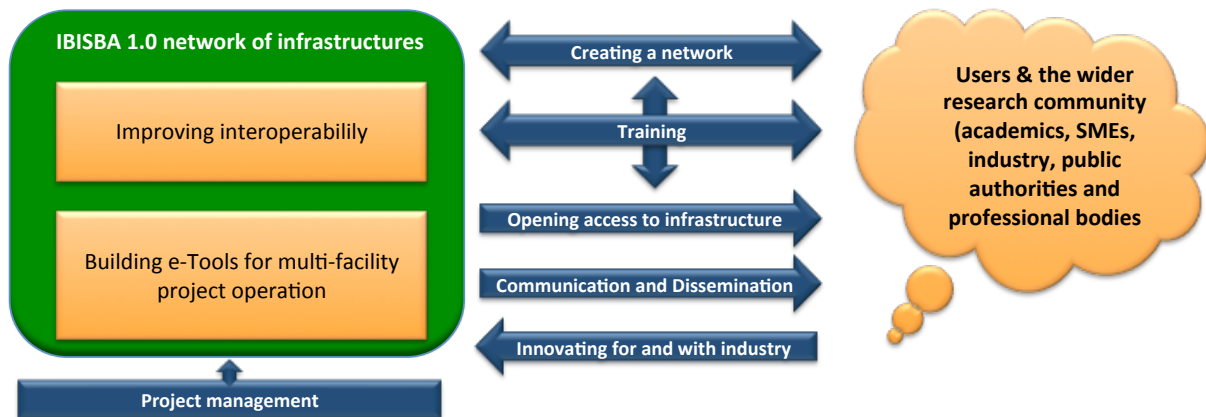 IBISBA 1.0 network of infrastructures
Improving interoperabilily
Building e-Tools for multi-facility
project operation
Project management
Creating a network
Training
Opening access to infrastructure
Communication and Dissemination
Innovating for and with industry
Users & the wider
research community
(academics, SMEs,
industry, public
authorities and
professional bodies